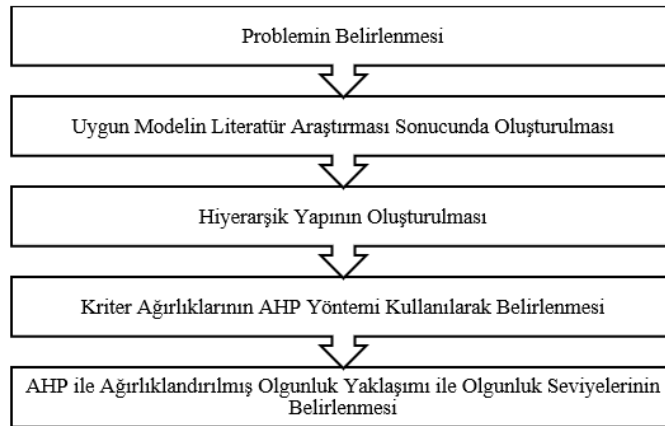 Problemin Belirlenmesi
Uygun Modelin Literatür Araştırması Sonucunda Oluşturulması
Hiyerarşik Yapının Oluşturulması
Kriter Ağırlıklarının AHP Yöntemi Kullanılarak Belirlenmesi
AHP ile Ağırlıklandırılmış Olgunluk Yaklaşımı ile Olgunluk Seviyelerinin
Belirlenmesi